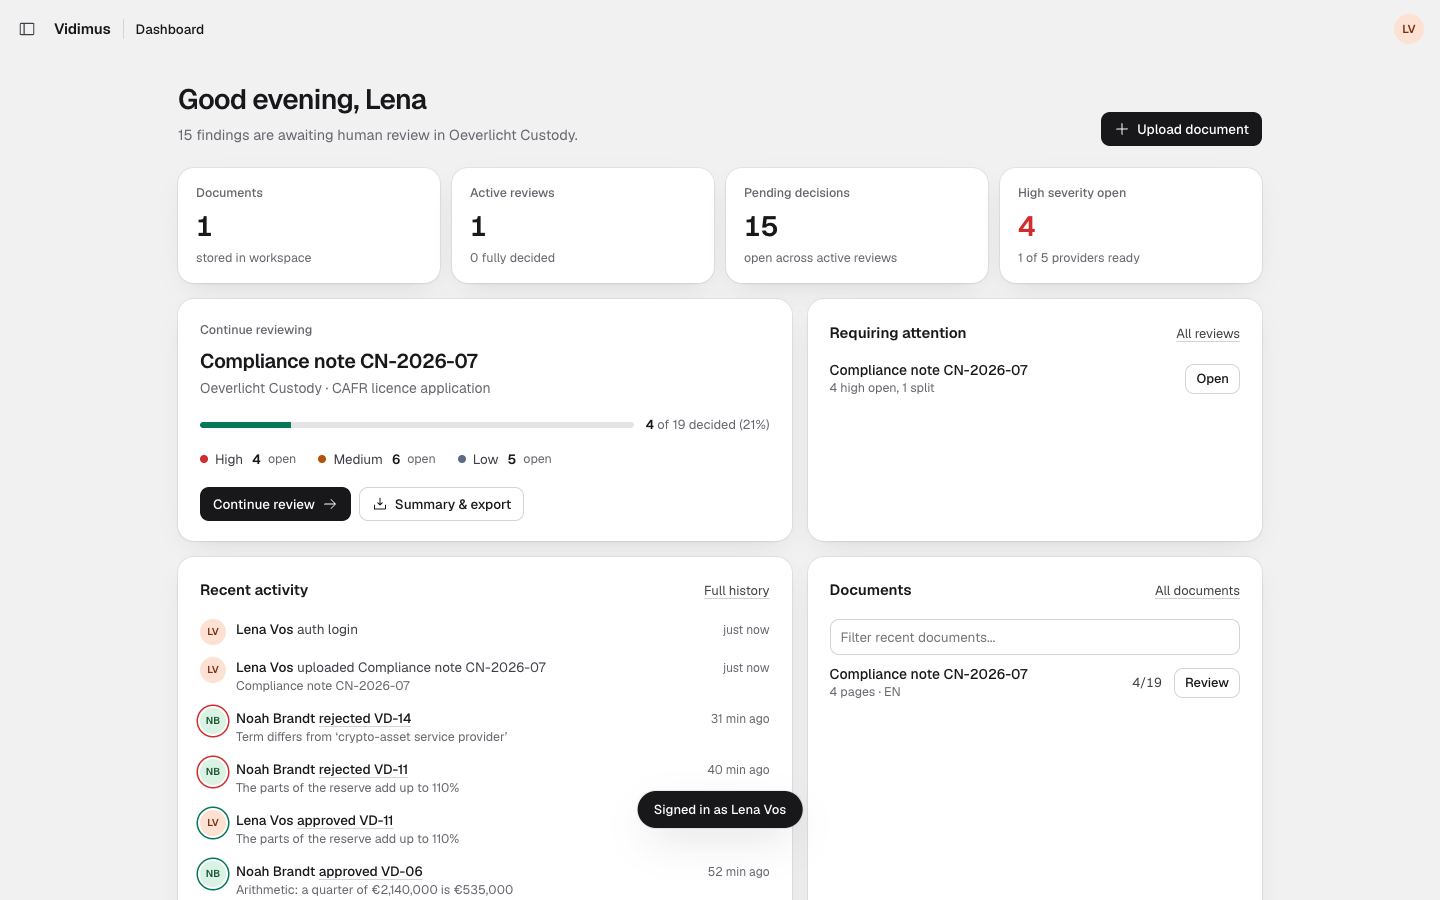 Vidimus
Dashboard
LV
Good evening, Lena
15 findings are awaiting human review in Oeverlicht Custody.
Upload document
Documents
1
stored in workspace
Active reviews
1
0 fully decided
Pending decisions
15
open across active reviews
High severity open
4
1 of 5 providers ready
Continue reviewing
Compliance note CN-2026-07
Oeverlicht Custody · CAFR licence application
4 of 19 decided (21%)
High 4 open Medium 6 open Low 5 open
Continue review
Summary & export
Requiring attention
All reviews
Compliance note CN-2026-07
4 high open, 1 split
Open
Recent activity
Full history
LV Lena Vos auth login just now
LV Lena Vos uploaded Compliance note CN-2026-07 just now
Compliance note CN-2026-07
NB Noah Brandt rejected VD-14 31 min ago
Term differs from ‘crypto-asset service provider’
NB Noah Brandt rejected VD-11 40 min ago
The parts of the reserve add up to 110%
LV Lena Vos approved VD-11
The parts of the reserve add up to 110%
NB Noah Brandt approved VD-06 52 min ago
Arithmetic: a quarter of €2,140,000 is €535,000
Signed in as Lena Vos
Documents
All documents
Filter recent documents...
Compliance note CN-2026-07
4 pages · EN
4/19
Review